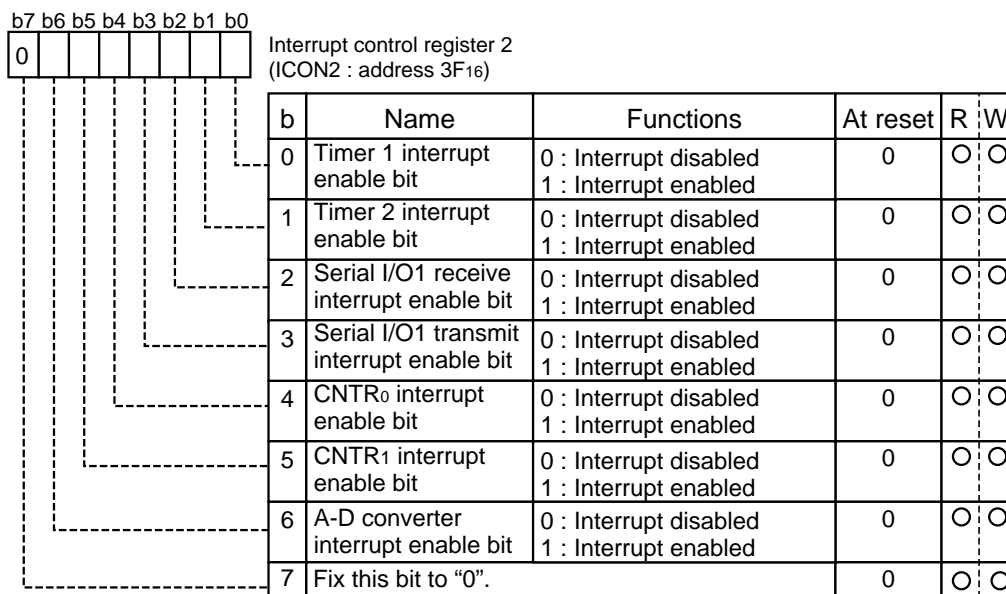 b7 b6 b5 b4 b3 b2 b1 b0
0
Interrupt control register 2
(ICON2 : address 3F16)
b Name Functions At reset R W
0 Timer 1 interrupt enable bit 0 : Interrupt disabled 0 ○ ○
1 : Interrupt enabled
1 Timer 2 interrupt enable bit 0 : Interrupt disabled 0 ○ ○
1 : Interrupt enabled
2 Serial I/O1 receive interrupt enable bit 0 : Interrupt disabled 0 ○ ○
1 : Interrupt enabled
3 Serial I/O1 transmit interrupt enable bit 0 : Interrupt disabled 0 ○ ○
1 : Interrupt enabled
4 CNTR0 interrupt enable bit 0 : Interrupt disabled 0 ○ ○
1 : Interrupt enabled
5 CNTR1 interrupt enable bit 0 : Interrupt disabled 0 ○ ○
1 : Interrupt enabled
6 A-D converter interrupt enable bit 0 : Interrupt disabled 0 ○ ○
1 : Interrupt enabled
7 Fix this bit to “0”. 0 ○ ○